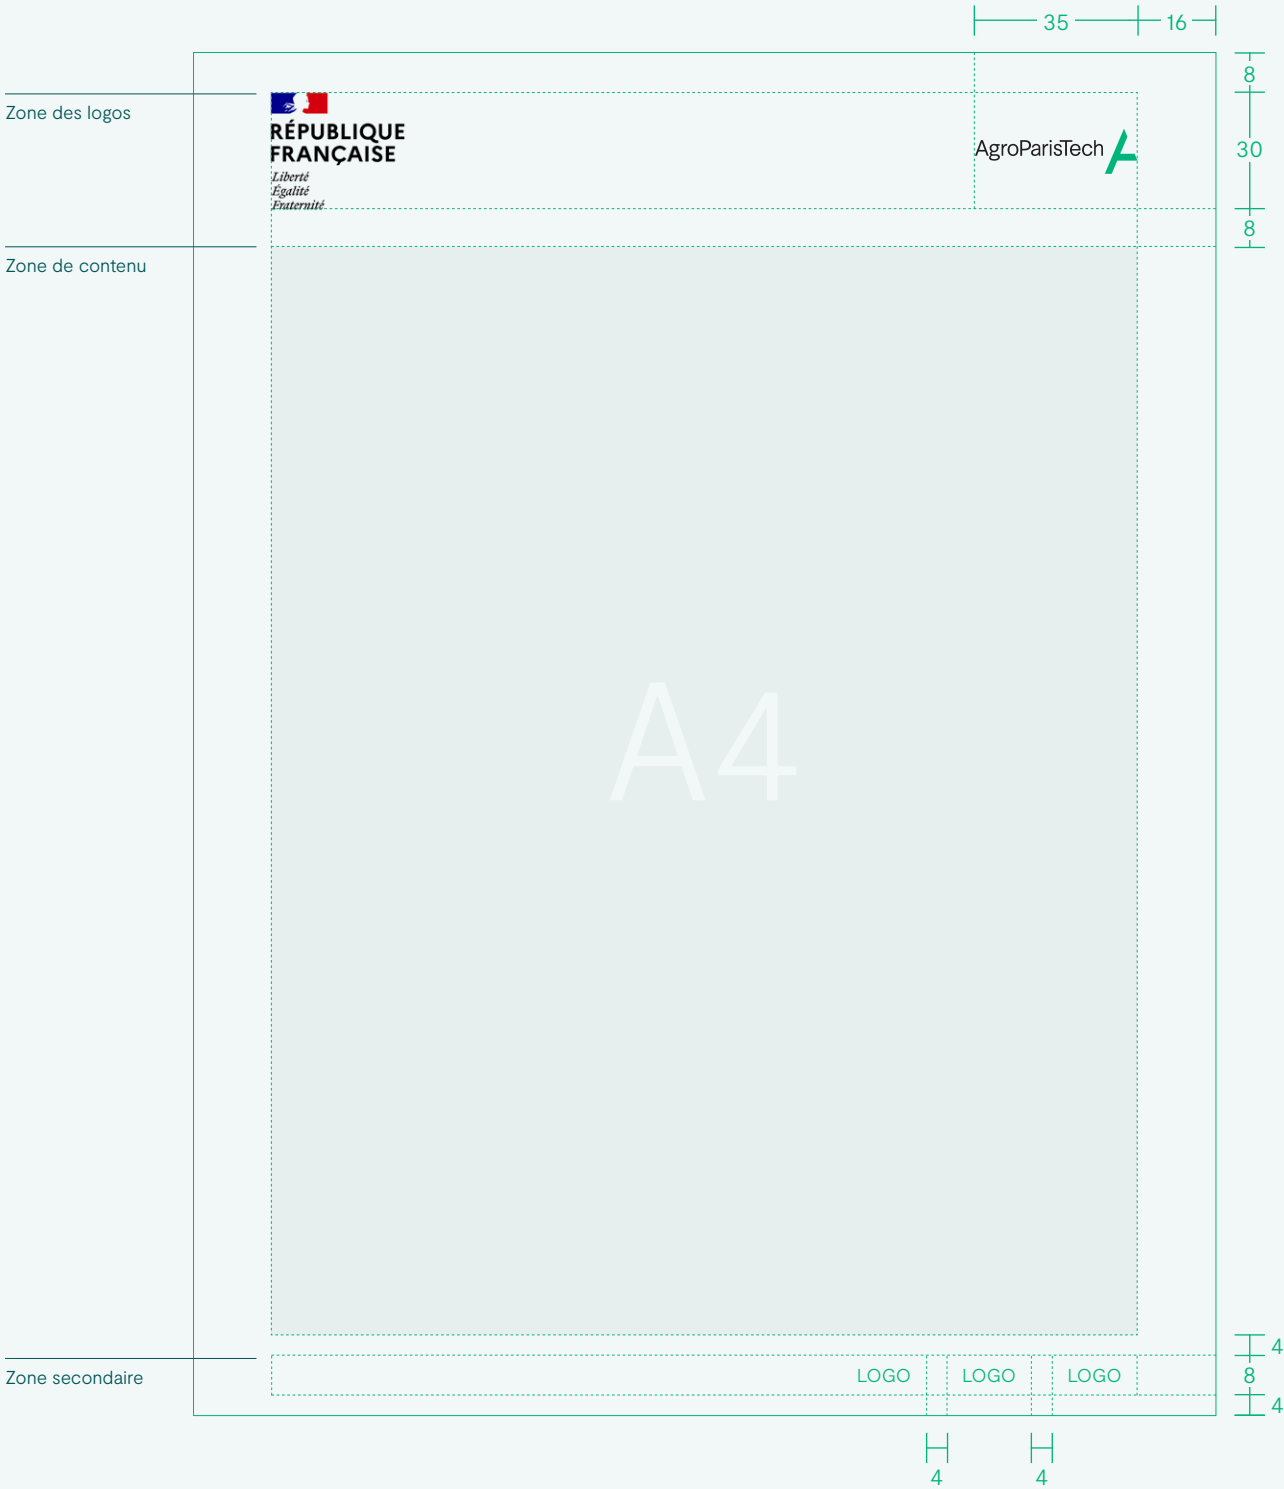 35
16
8
Zone des logos
RÉPUBLIQUE
FRANÇAISE
Liberté
Égalité
Fraternité
AgroParisTech
30
8
Zone de contenu
A4
4
Zone secondaire
LOGO
LOGO
LOGO
8
4
4
4